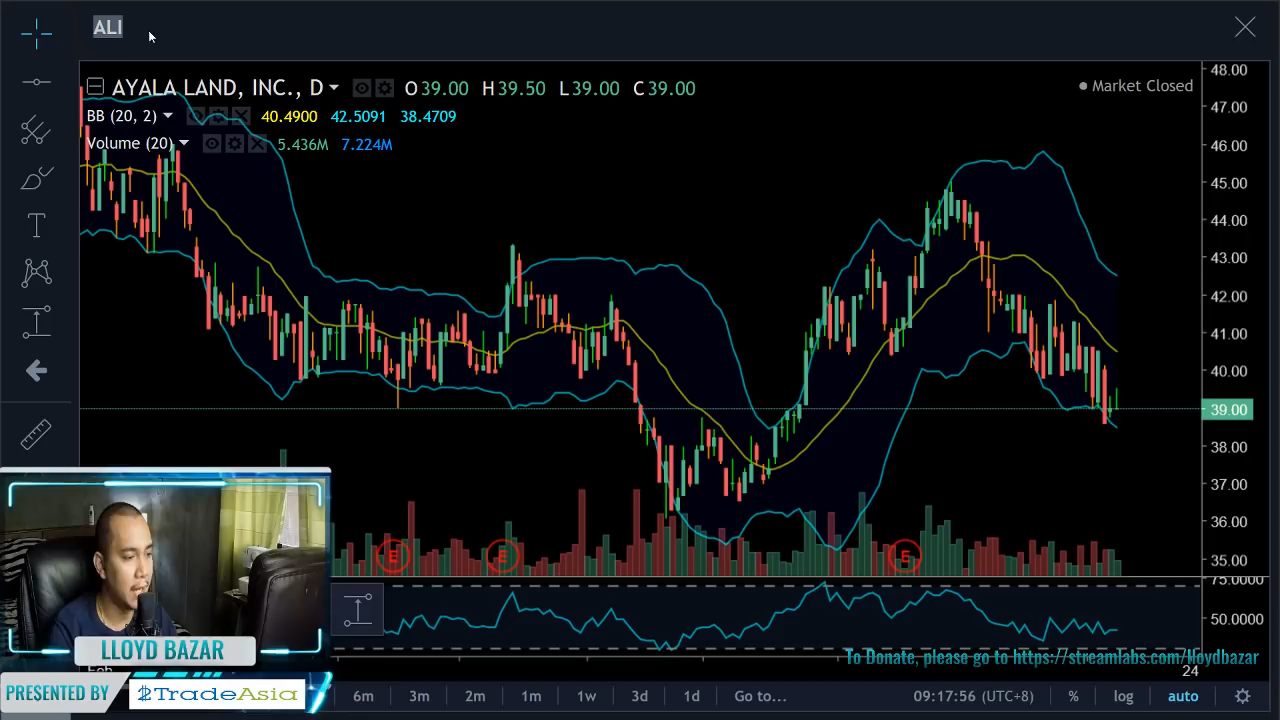 ALI
AYALA LAND, INC., D O39.00 H39.50 L39.00 C39.00
Market Closed
BB (20, 2) 40.4900 42.5091 38.4709
Volume (20) 5.436M 7.224M
48.00
47.00
46.00
45.00
44.00
43.00
42.00
41.00
40.00
39.00
38.00
37.00
36.00
35.00
E E E
75.0000
50.0000
LLOYD BAZAR
To Donate, please go to https://streamlabs.com/lloydbazar
24
PRESENTED BY $TradeAsia
6m 3m 2m 1m 1w 3d 1d Go to... 09:17:56 (UTC+8) % log auto